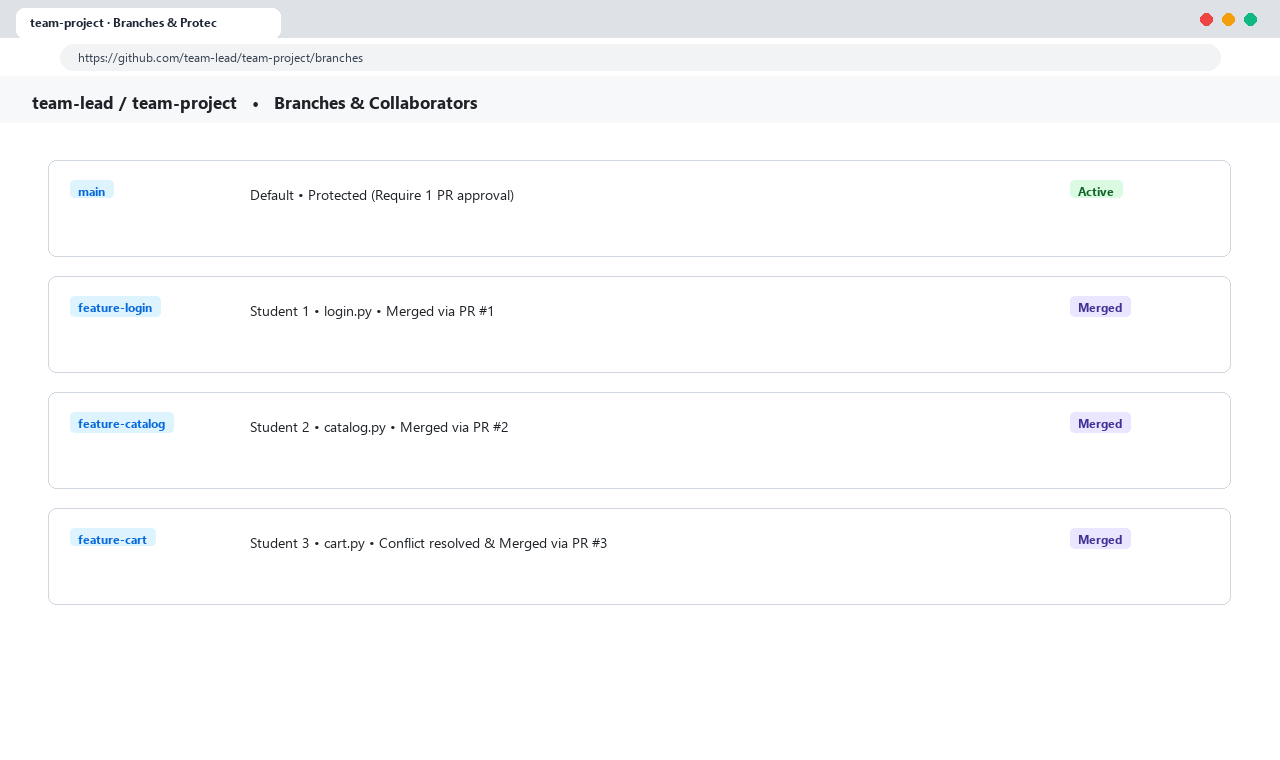 team-project · Branches & Protec
https://github.com/team-lead/team-project/branches
team-lead / team-project • Branches & Collaborators
main Default • Protected (Require 1 PR approval) Active
feature-login Student 1 • login.py • Merged via PR #1 Merged
feature-catalog Student 2 • catalog.py • Merged via PR #2 Merged
feature-cart Student 3 • cart.py • Conflict resolved & Merged via PR #3 Merged